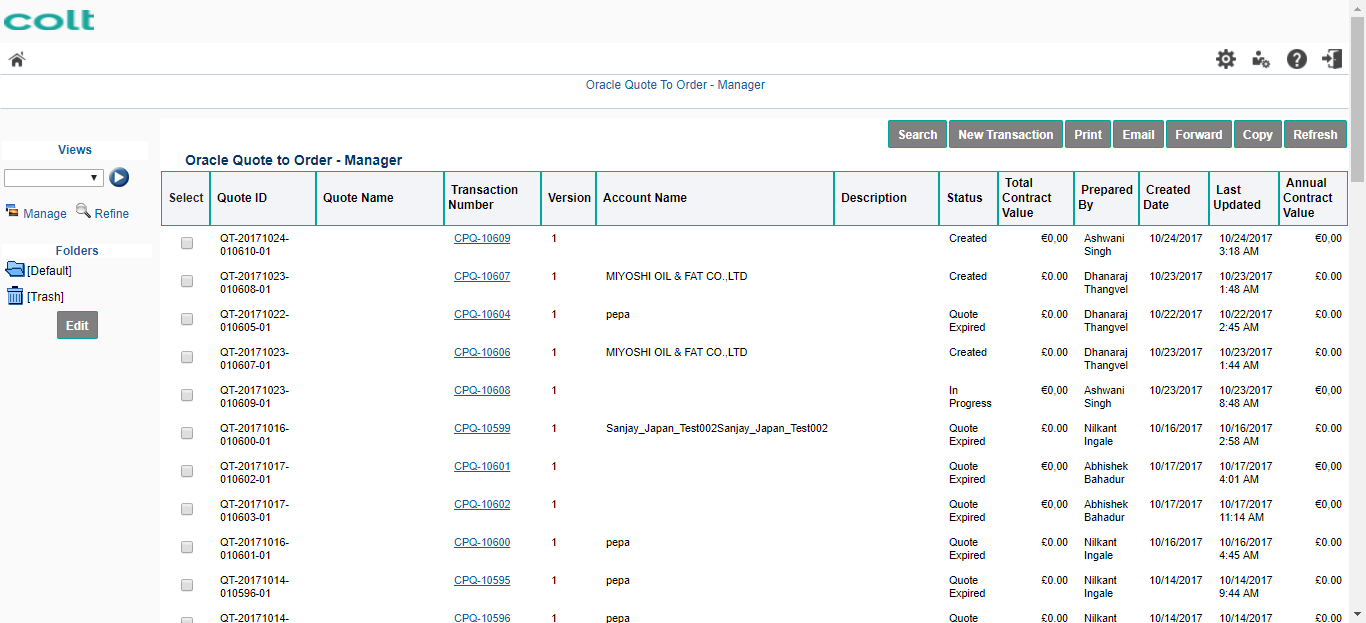 colt
Oracle Quote To Order - Manager
Search New Transaction Print Email Forward Copy Refresh
Views
Manage Refine
Folders
[Default]
[Trash]
Edit
Oracle Quote to Order - Manager
Select Quote ID Quote Name Transaction Number Version Account Name Description Status Total Contract Value Prepared By Created Date Last Updated Annual Contract Value
QT-20171024- CPQ-10609 1 Created €0,00 Ashwani 10/24/2017 10/24/2017 €0,00
010610-01 Singh 3:18 AM
QT-20171023- CPQ-10607 1 MIYOSHI OIL & FAT CO.,LTD Created £0.00 Dhanaraj 10/23/2017 10/23/2017 £0.00
010608-01 Thangvel 1:48 AM
QT-20171022- CPQ-10604 1 pepa Quote £0.00 Dhanaraj 10/22/2017 10/22/2017 £0.00
010605-01 Expired Thangvel 2:45 AM
QT-20171023- CPQ-10606 1 MIYOSHI OIL & FAT CO.,LTD Created £0.00 Dhanaraj 10/23/2017 10/23/2017 £0.00
010607-01 Thangvel 1:44 AM
QT-20171023- CPQ-10608 1 In €0,00 Ashwani 10/23/2017 10/23/2017 €0,00
010609-01 Progress Singh 8:48 AM
QT-20171016- CPQ-10599 1 Sanjay_Japan_Test002Sanjay_Japan_Test002 Quote £0.00 Nilkant 10/16/2017 10/16/2017 £0.00
010600-01 Expired Ingale 2:58 AM
QT-20171017- CPQ-10601 1 Quote €0,00 Abhishek 10/17/2017 10/17/2017 €0,00
010602-01 Expired Bahadur 4:01 AM
QT-20171017- CPQ-10602 1 Quote €0,00 Abhishek 10/17/2017 10/17/2017 €0,00
010603-01 Expired Bahadur 11:14 AM
QT-20171016- CPQ-10600 1 pepa Quote £0.00 Nilkant 10/16/2017 10/16/2017 £0.00
010601-01 Expired Ingale 4:45 AM
QT-20171014- CPQ-10595 1 pepa Quote £0.00 Nilkant 10/14/2017 10/14/2017 £0.00
010596-01 Expired Ingale 9:44 AM
QT-20171014- CPQ-10596 1 pepa Quote £0.00 Nilkant 10/14/2017 10/14/2017 £0.00